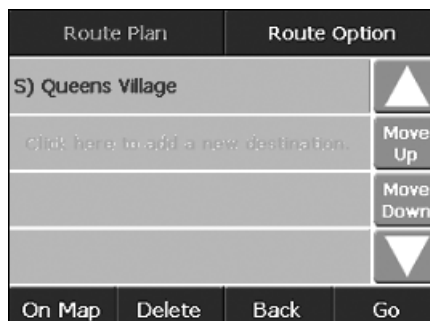 Route Plan
Route Option
S) Queens Village
Click here to add a new destination.
Move
Up
Move
Down
On Map
Delete
Back
Go